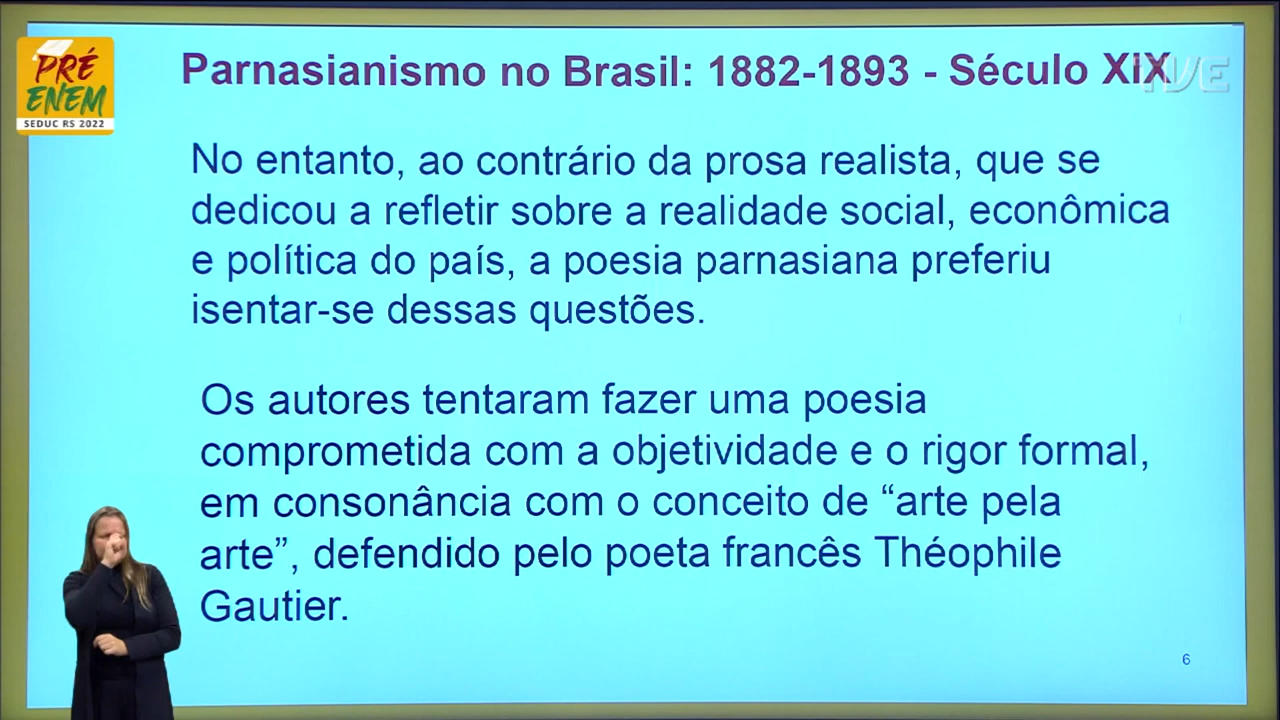 PRÉ
ENEM
SEDUC RS 2022
Parnasianismo no Brasil: 1882-1893 - Século XiX
TVE
No entanto, ao contrário da prosa realista, que se
dedicou a refletir sobre a realidade social, econômica
e política do país, a poesia parnasiana preferiu
isentar-se dessas questões.
Os autores tentaram fazer uma poesia
comprometida com a objetividade e o rigor formal,
em consonância com o conceito de “arte pela
arte”, defendido pelo poeta francês Théophile
Gautier.
6